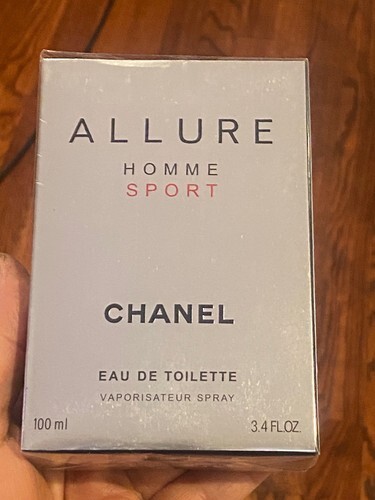 ALLURE
HOMME
SPORT
CHANEL
EAU DE TOILETTE
VAPORISATEUR SPRAY
100 ml 3.4 FL.OZ.